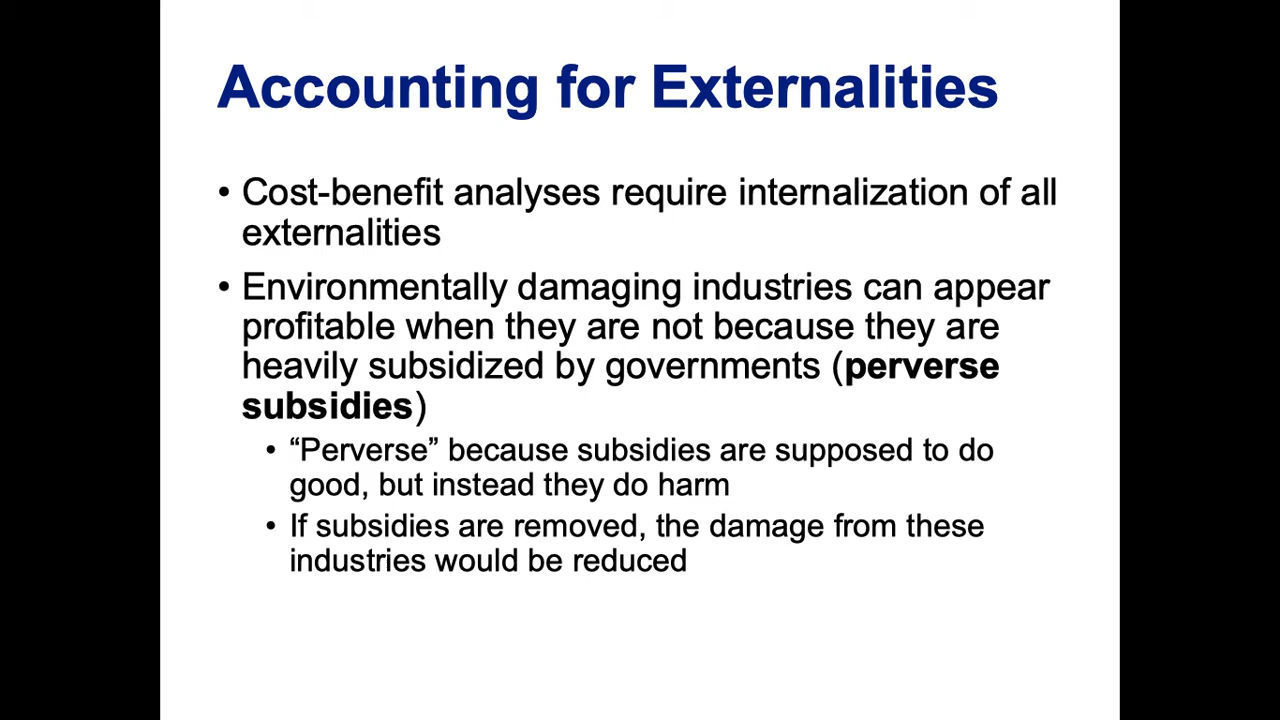 Accounting for Externalities
• Cost-benefit analyses require internalization of all
externalities
• Environmentally damaging industries can appear
profitable when they are not because they are
heavily subsidized by governments (perverse
subsidies)
• “Perverse” because subsidies are supposed to do
good, but instead they do harm
• If subsidies are removed, the damage from these
industries would be reduced